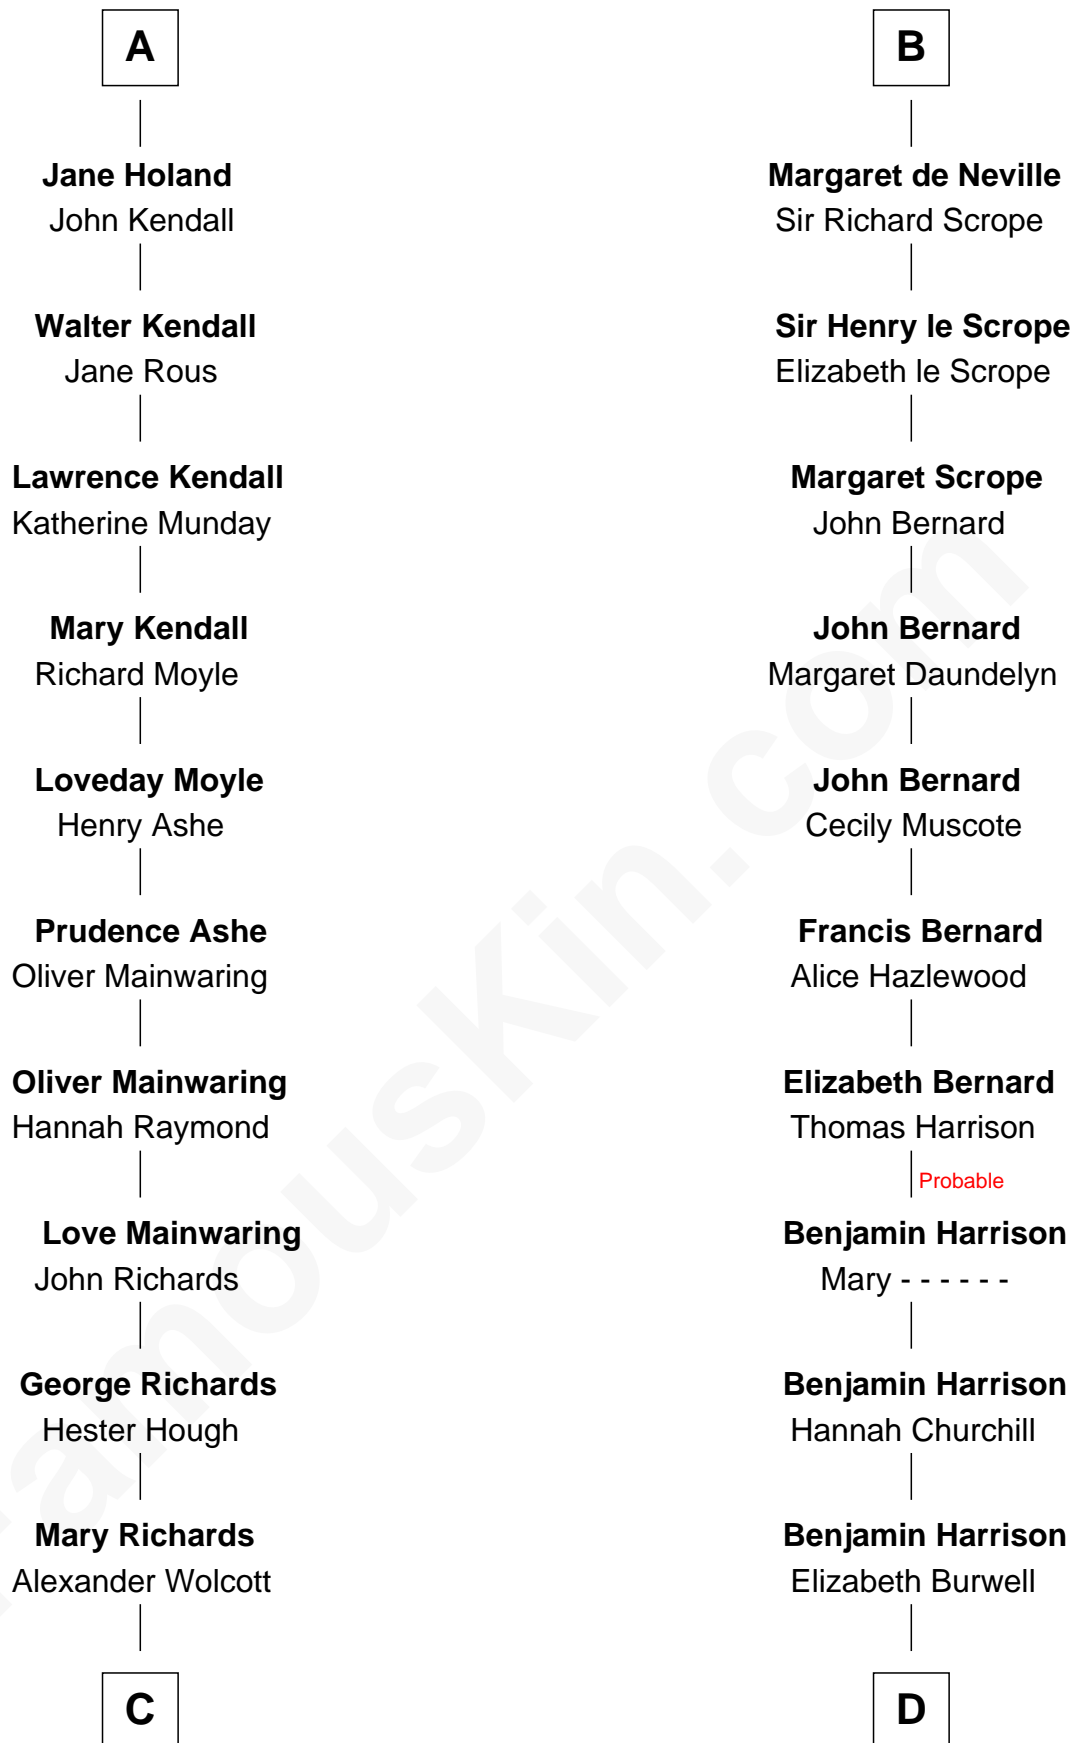 A
Jane Holand
John Kendall
Walter Kendall
Jane Rous
Lawrence Kendall
Katherine Munday
Mary Kendall
Richard Moyle
Loveday Moyle
Henry Ashe
Prudence Ashe
Oliver Mainwaring
Oliver Mainwaring
Hannah Raymond
Love Mainwaring
John Richards
George Richards
Hester Hough
Mary Richards
Alexander Wolcott
C
B
Margaret de Neville
Sir Richard Scrope
Sir Henry le Scrope
Elizabeth le Scrope
Margaret Scrope
John Bernard
John Bernard
Margaret Daundelyn
John Bernard
Cecily Muscote
Francis Bernard
Alice Hazlewood
Elizabeth Bernard
Thomas Harrison
Probable
Benjamin Harrison
Mary - - - - - -
Benjamin Harrison
Hannah Churchill
Benjamin Harrison
Elizabeth Burwell
D
FamousKin.com